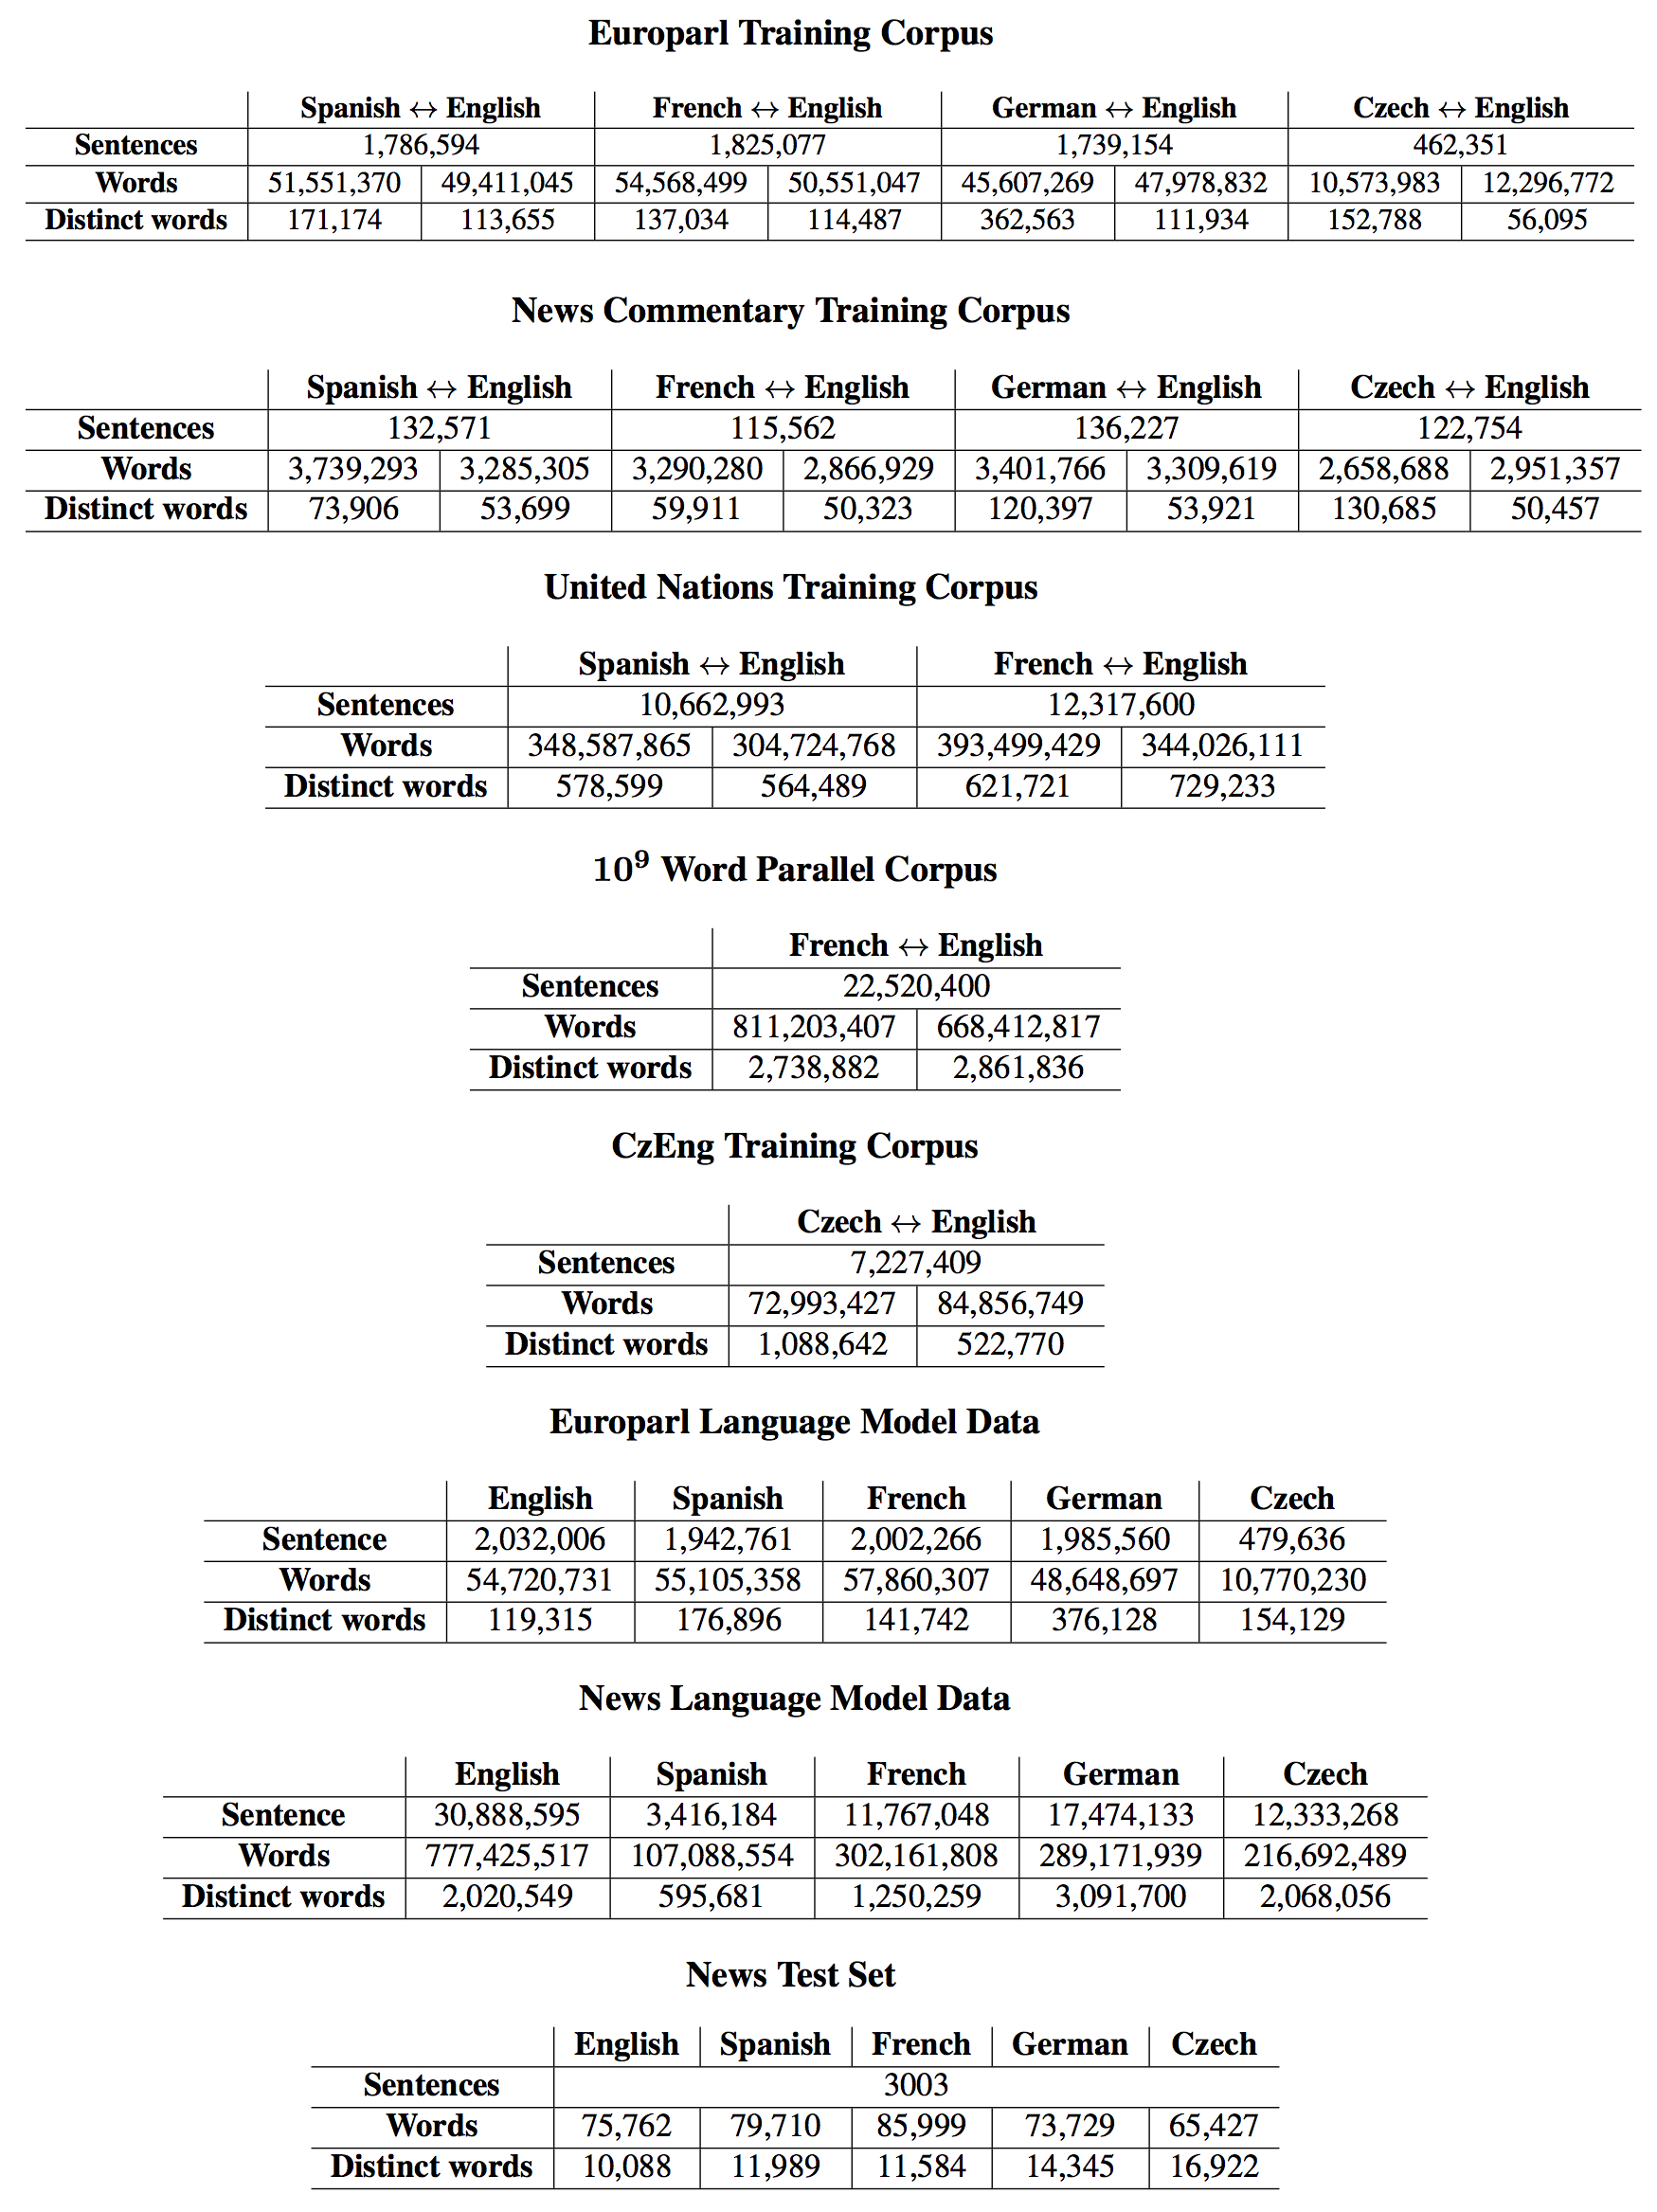 Europarl Training Corpus
Spanish ↔ English French ↔ English German ↔ English Czech ↔ English
Sentences 1,786,594 1,825,077 1,739,154 462,351
Words 51,551,370 49,411,045 54,568,499 50,551,047 45,607,269 47,978,832 10,573,983 12,296,772
Distinct words 171,174 113,655 137,034 114,487 362,563 111,934 152,788 56,095
News Commentary Training Corpus
Spanish ↔ English French ↔ English German ↔ English Czech ↔ English
Sentences 132,571 115,562 136,227 122,754
Words 3,739,293 3,285,305 3,290,280 2,866,929 3,401,766 3,309,619 2,658,688 2,951,357
Distinct words 73,906 53,699 59,911 50,323 120,397 53,921 130,685 50,457
United Nations Training Corpus
Spanish ↔ English French ↔ English
Sentences 10,662,993 12,317,600
Words 348,587,865 304,724,768 393,499,429 344,026,111
Distinct words 578,599 564,489 621,721 729,233
10⁹ Word Parallel Corpus
French ↔ English
Sentences 22,520,400
Words 811,203,407 668,412,817
Distinct words 2,738,882 2,861,836
CzEng Training Corpus
Czech ↔ English
Sentences 7,227,409
Words 72,993,427 84,856,749
Distinct words 1,088,642 522,770
Europarl Language Model Data
English Spanish French German Czech
Sentence 2,032,006 1,942,761 2,002,266 1,985,560 479,636
Words 54,720,731 55,105,358 57,860,307 48,648,697 10,770,230
Distinct words 119,315 176,896 141,742 376,128 154,129
News Language Model Data
English Spanish French German Czech
Sentence 30,888,595 3,416,184 11,767,048 17,474,133 12,333,268
Words 777,425,517 107,088,554 302,161,808 289,171,939 216,692,489
Distinct words 2,020,549 595,681 1,250,259 3,091,700 2,068,056
News Test Set
English Spanish French German Czech
Sentences 3003
Words 75,762 79,710 85,999 73,729 65,427
Distinct words 10,088 11,989 11,584 14,345 16,922